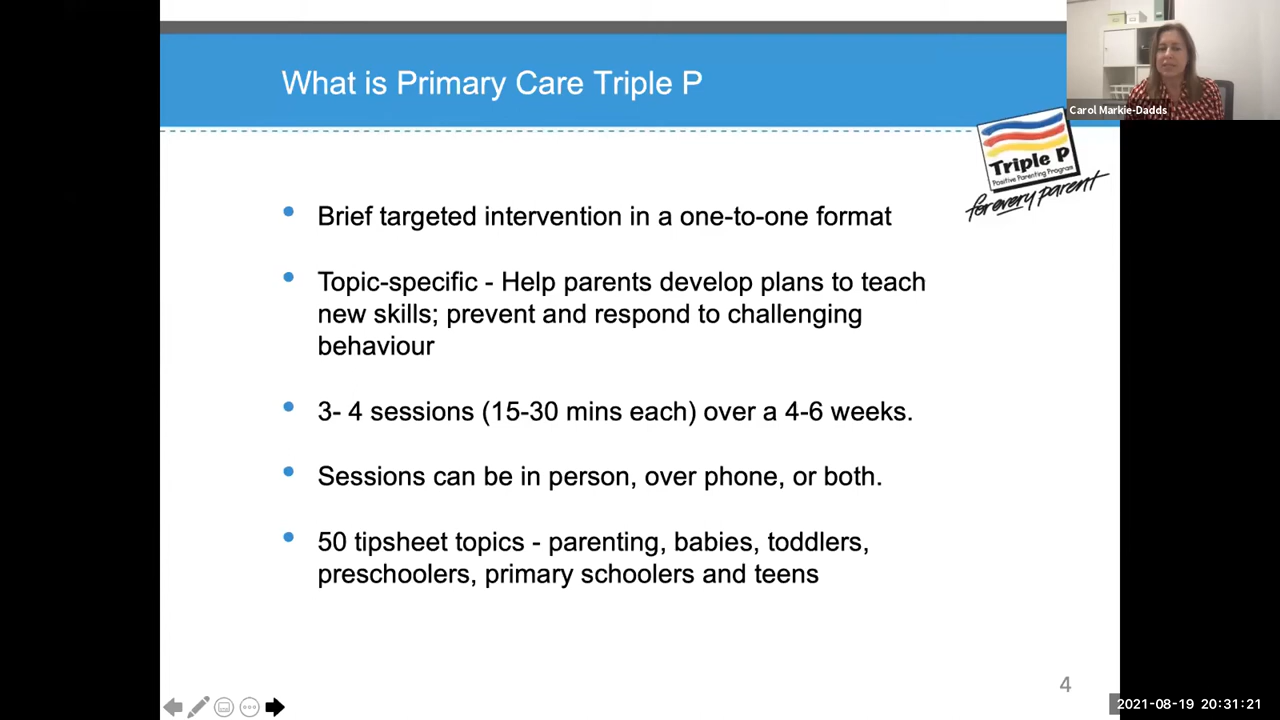 What is Primary Care Triple P
Carol Markie-Dadds
Triple P
Positive Parenting Program
for every parent
Brief targeted intervention in a one-to-one format
Topic-specific - Help parents develop plans to teach
new skills; prevent and respond to challenging
behaviour
3- 4 sessions (15-30 mins each) over a 4-6 weeks.
Sessions can be in person, over phone, or both.
50 tipsheet topics - parenting, babies, toddlers,
preschoolers, primary schoolers and teens
4
2021-08-19 20:31:21